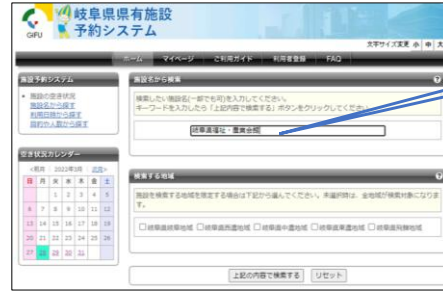 GIFU
岐阜県県有施設
予約システム
文字サイズ変更 小 中 大
ホーム マイページ ご利用ガイド 利用者登録 FAQ
施設予約システム
施設の空き状況
施設名から探す
利用日時から探す
目的や人数から探す
空き状況カレンダー
<前月 2022年3月 次月>
日 月 火 水 木 金 土
1 2 3 4 5
6 7 8 9 10 11 12
13 14 15 16 17 18 19
20 21 22 23 24 25 26
27 28 29 30 31
施設名から検索
検索したい施設名(一部でも可)を入力してください。
キーワードを入力したら「上記内容で検索する」ボタンをクリックしてください。
岐阜県福祉・農業会館
検索する地域
施設を検索する地域を限定する場合は下記から選んでください。未選択時は、全地域が検索対象になります。
岐阜県岐阜地域 岐阜県西濃地域 岐阜県中濃地域 岐阜県東濃地域 岐阜県飛騨地域
上記の内容で検索する リセット